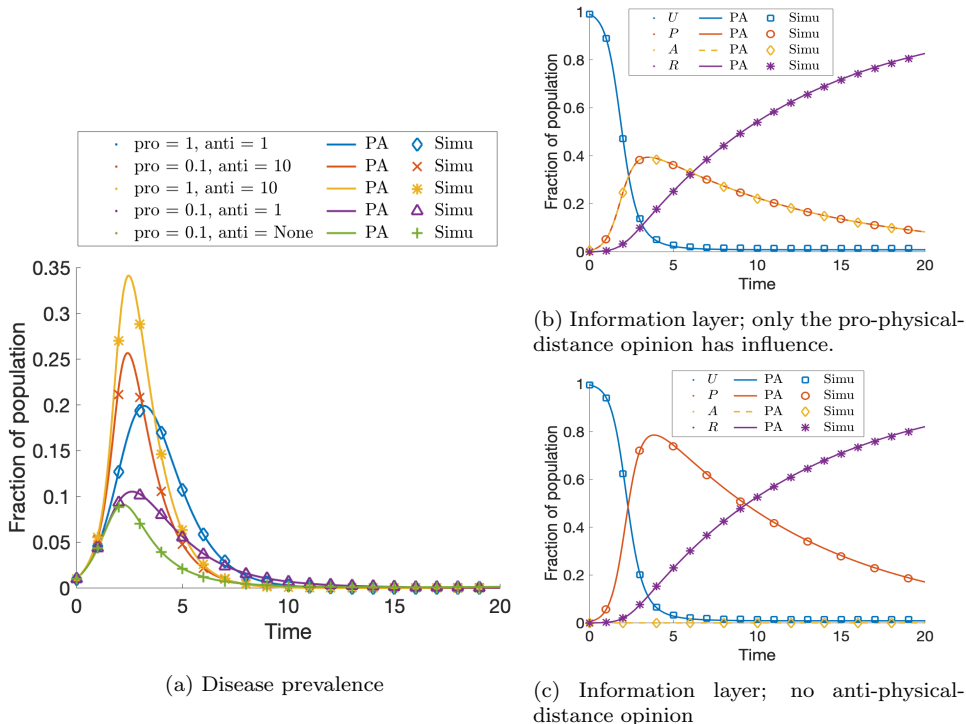 pro = 1, anti = 1 PA Simu
pro = 0.1, anti = 10 PA Simu
pro = 1, anti = 10 PA Simu
pro = 0.1, anti = 1 PA Simu
pro = 0.1, anti = None PA Simu
Fraction of population
0.35
0.3
0.25
0.2
0.15
0.1
0.05
0
0 5 10 15 20
Time
(a) Disease prevalence
U PA Simu
P PA Simu
A PA Simu
R PA Simu
Fraction of population
1
0.8
0.6
0.4
0.2
0
0 5 10 15 20
Time
(b) Information layer; only the pro-physical-
distance opinion has influence.
U PA Simu
P PA Simu
A PA Simu
R PA Simu
Fraction of population
1
0.8
0.6
0.4
0.2
0
0 5 10 15 20
Time
(c) Information layer; no anti-physical-
distance opinion